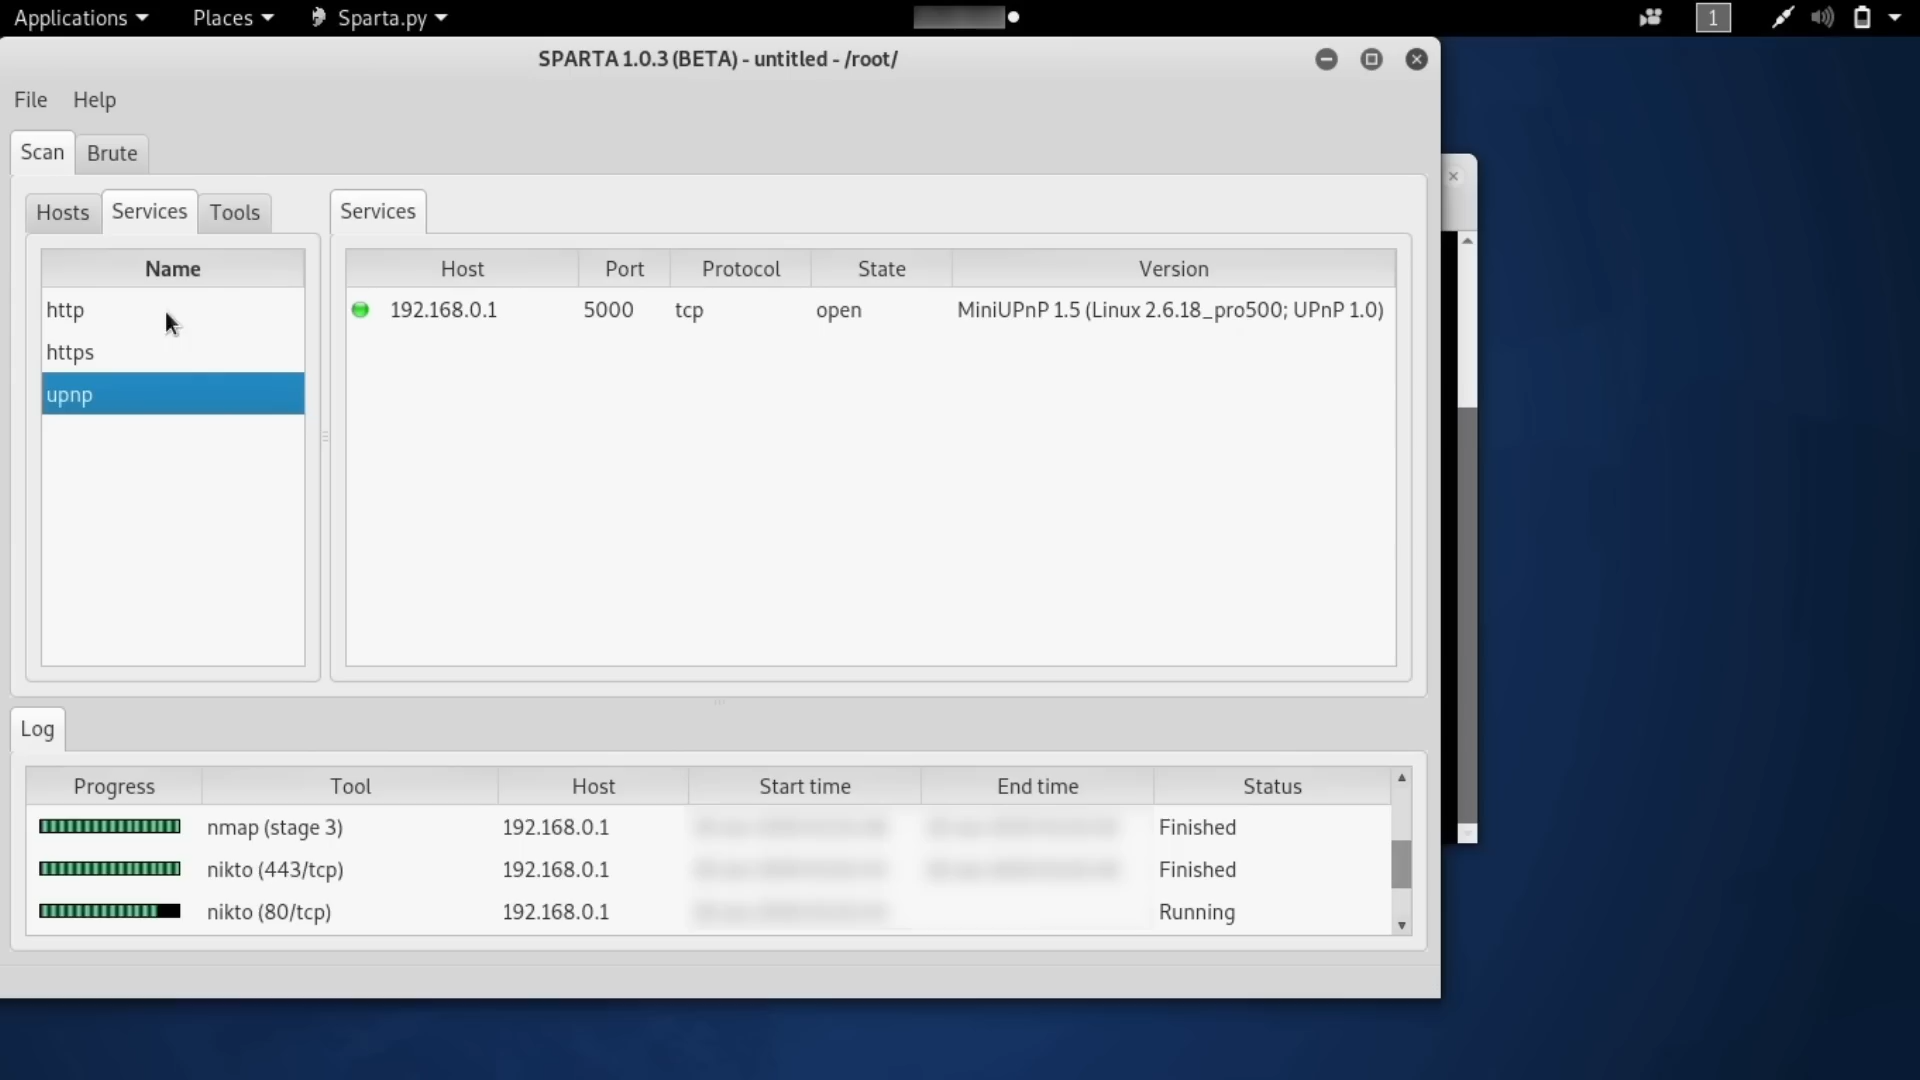 Applications Places Sparta.py 1
SPARTA 1.0.3 (BETA) - untitled - /root/
File Help
Scan Brute
Hosts Services Tools Services
Name Host Port Protocol State Version
http 192.168.0.1 5000 tcp open MiniUPnP 1.5 (Linux 2.6.18_pro500; UPnP 1.0)
https
upnp
Log
Progress Tool Host Start time End time Status
nmap (stage 3) 192.168.0.1 Finished
nikto (443/tcp) 192.168.0.1 Finished
nikto (80/tcp) 192.168.0.1 Running